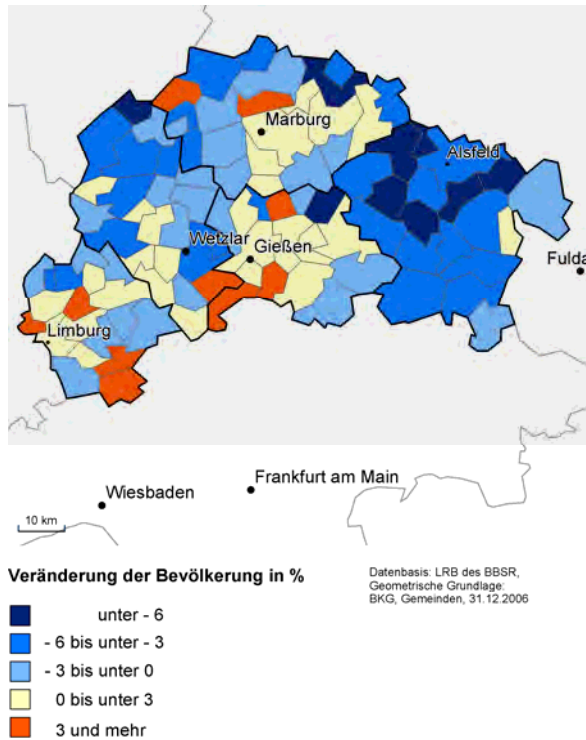 Marburg
Alsfeld
Wetzlar
Gießen
Fulda
Limburg
Frankfurt am Main
Wiesbaden
10 km
Veränderung der Bevölkerung in %
Datenbasis: LRB des BBSR,
Geometrische Grundlage:
BKG, Gemeinden, 31.12.2006
unter - 6
- 6 bis unter - 3
- 3 bis unter 0
0 bis unter 3
3 und mehr